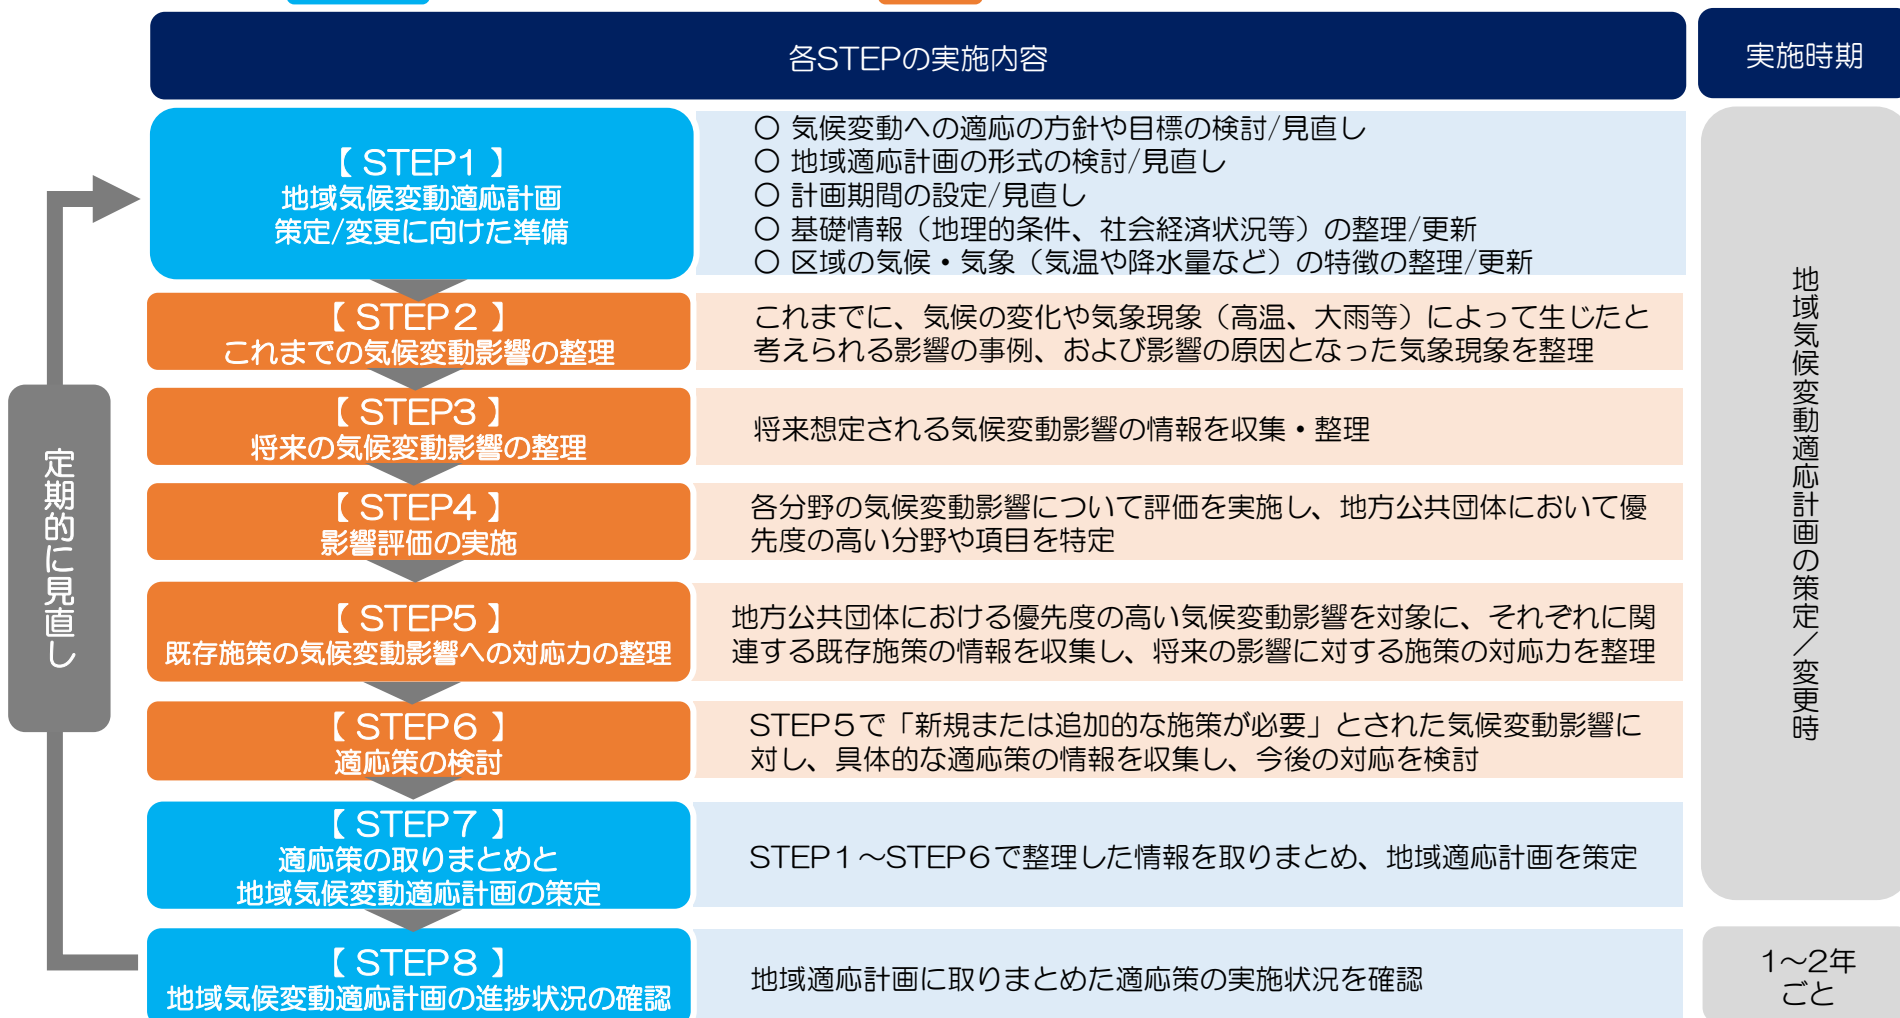 各STEPの実施内容
実施時期
【 STEP1 】
地域気候変動適応計画
策定/変更に向けた準備
〇 気候変動への適応の方針や目標の検討/見直し
〇 地域適応計画の形式の検討/見直し
〇 計画期間の設定/見直し
〇 基礎情報（地理的条件、社会経済状況等）の整理/更新
〇 区域の気候・気象（気温や降水量など）の特徴の整理/更新
【 STEP２ 】
これまでの気候変動影響の整理
これまでに、気候の変化や気象現象（高温、大雨等）によって生じたと
考えられる影響の事例、および影響の原因となった気象現象を整理
【 STEP3 】
将来の気候変動影響の整理
将来想定される気候変動影響の情報を収集・整理
【 STEP4 】
影響評価の実施
各分野の気候変動影響について評価を実施し、地方公共団体において優
先度の高い分野や項目を特定
【 STEP5 】
既存施策の気候変動影響への対応力の整理
地方公共団体における優先度の高い気候変動影響を対象に、それぞれに関
連する既存施策の情報を収集し、将来の影響に対する施策の対応力を整理
【 STEP６ 】
適応策の検討
STEP５で「新規または追加的な施策が必要」とされた気候変動影響に
対し、具体的な適応策の情報を収集し、今後の対応を検討
【 STEP７ 】
適応策の取りまとめと
地域気候変動適応計画の策定
STEP１～STEP６で整理した情報を取りまとめ、地域適応計画を策定
【 STEP８ 】
地域気候変動適応計画の進捗状況の確認
地域適応計画に取りまとめた適応策の実施状況を確認
地域気候変動適応計画の策定／変更時
1～2年
ごと
定期的に見直し